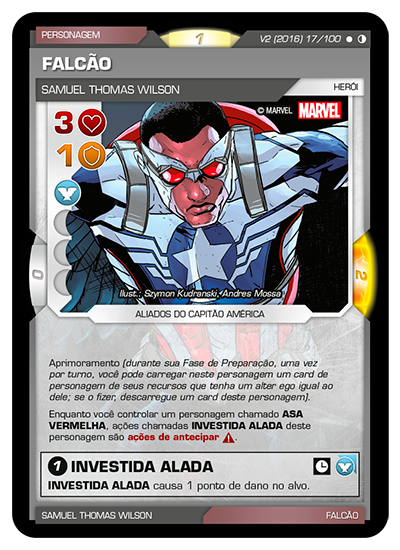 PERSONAGEM
1
V2 (2016) 17/100
FALCÃO
SAMUEL THOMAS WILSON
HERÓI
3
© MARVEL MARVEL
1
0
2
Ilust.: Szymon Kudranski, Andres Mossa
ALIADOS DO CAPITÃO AMÉRICA
Aprimoramento (durante sua Fase de Preparação, uma vez
por turno, você pode carregar neste personagem um card de
personagem de seus recursos que tenha um alter ego igual ao
dele; se o fizer, descarregue um card deste personagem).
Enquanto você controlar um personagem chamado ASA
VERMELHA, ações chamadas INVESTIDA ALADA deste
personagem são ações de antecipar
1 INVESTIDA ALADA
INVESTIDA ALADA causa 1 ponto de dano no alvo.
SAMUEL THOMAS WILSON
FALCÃO